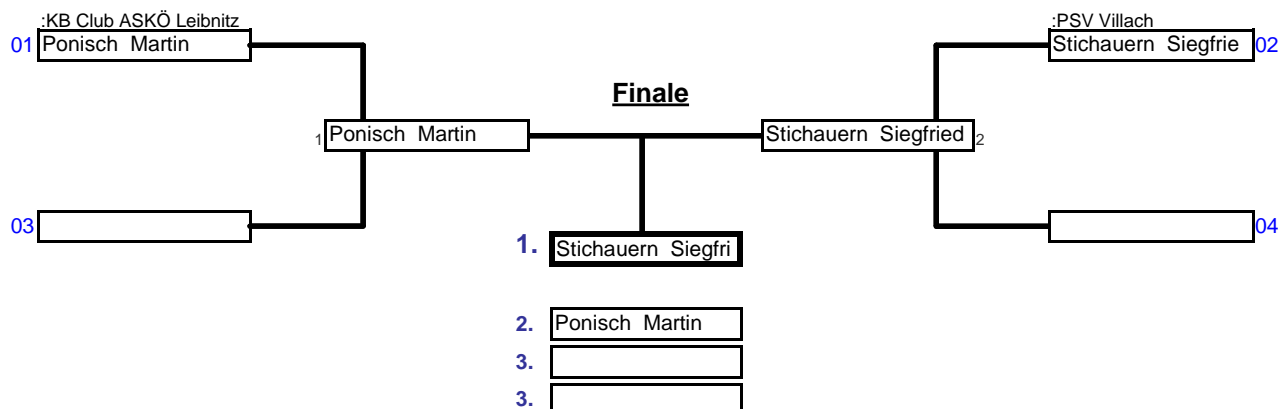 :KB Club ASKÖ Leibnitz :PSV Villach
01 Ponisch Martin Stichauern Siegfrie 02
Finale
1 Ponisch Martin Stichauern Siegfried 2
03 04
1. Stichauern Siegfri
2. Ponisch Martin
3.
3.